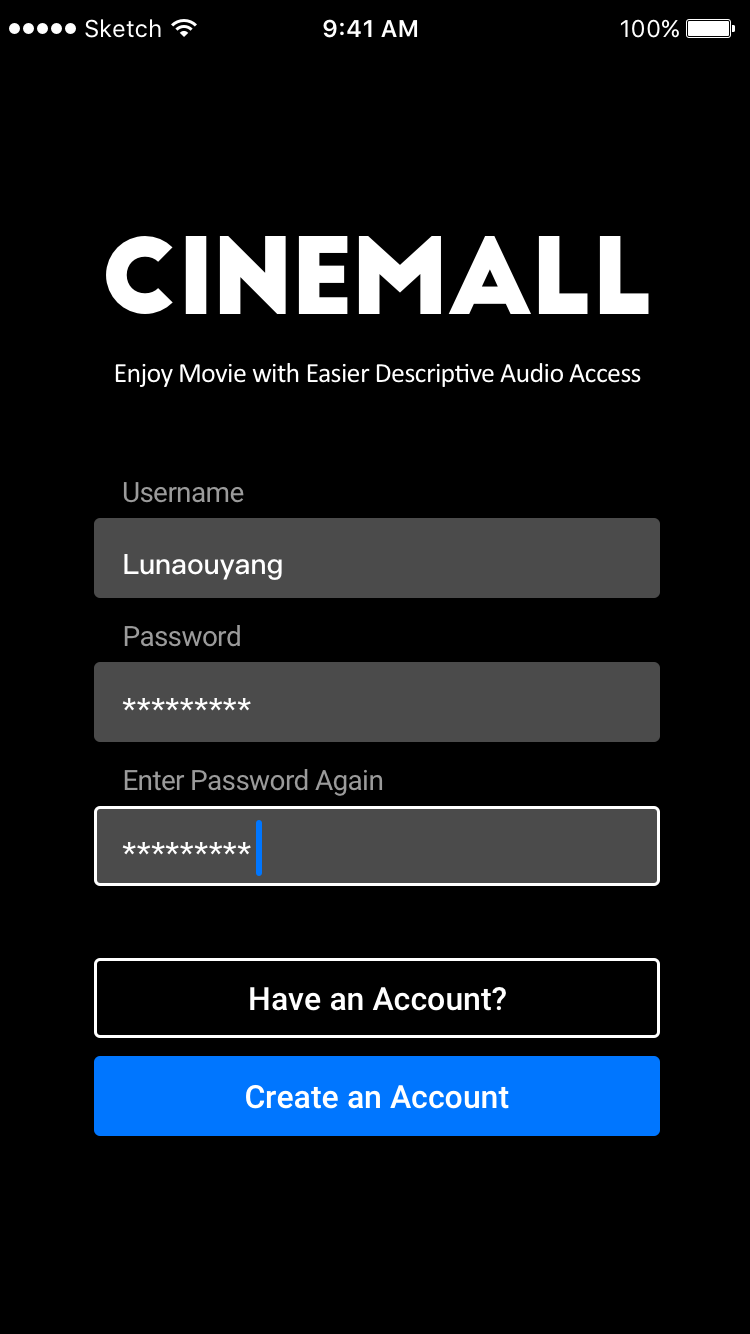 Sketch 9:41 AM 100%
CINEMALL
Enjoy Movie with Easier Descriptive Audio Access
Username
Lunaouyang
Password
*********
Enter Password Again
*********
Have an Account?
Create an Account